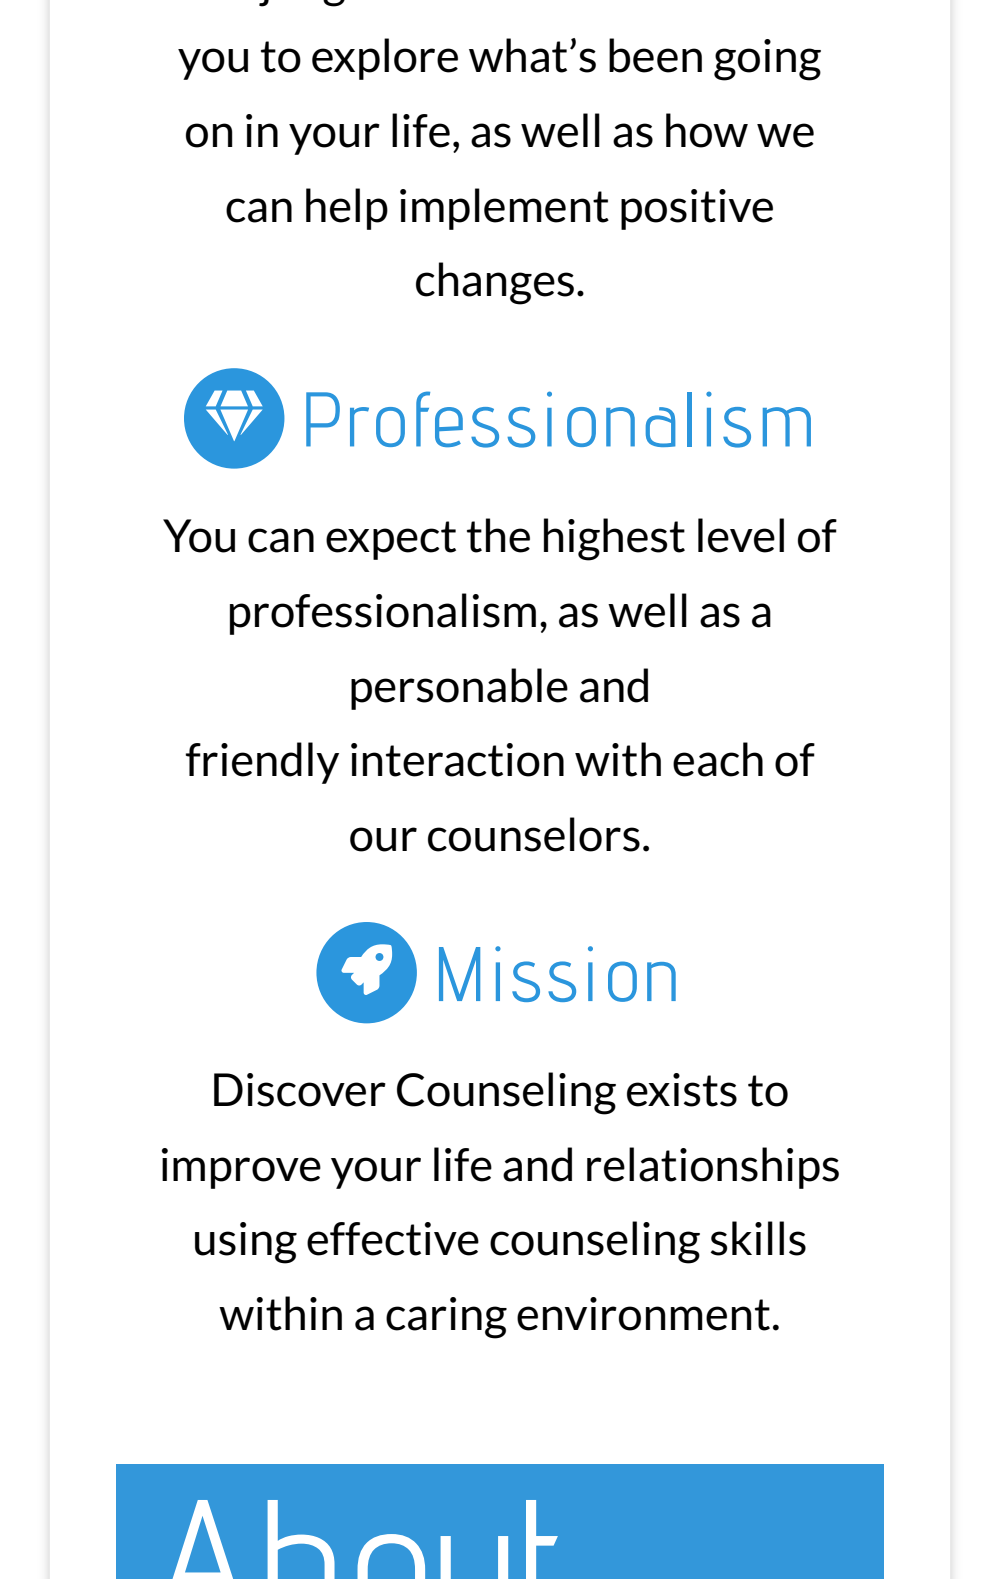 you to explore what’s been going
on in your life, as well as how we
can help implement positive
changes.
Professionalism
You can expect the highest level of
professionalism, as well as a
personable and
friendly interaction with each of
our counselors.
Mission
Discover Counseling exists to
improve your life and relationships
using effective counseling skills
within a caring environment.
About